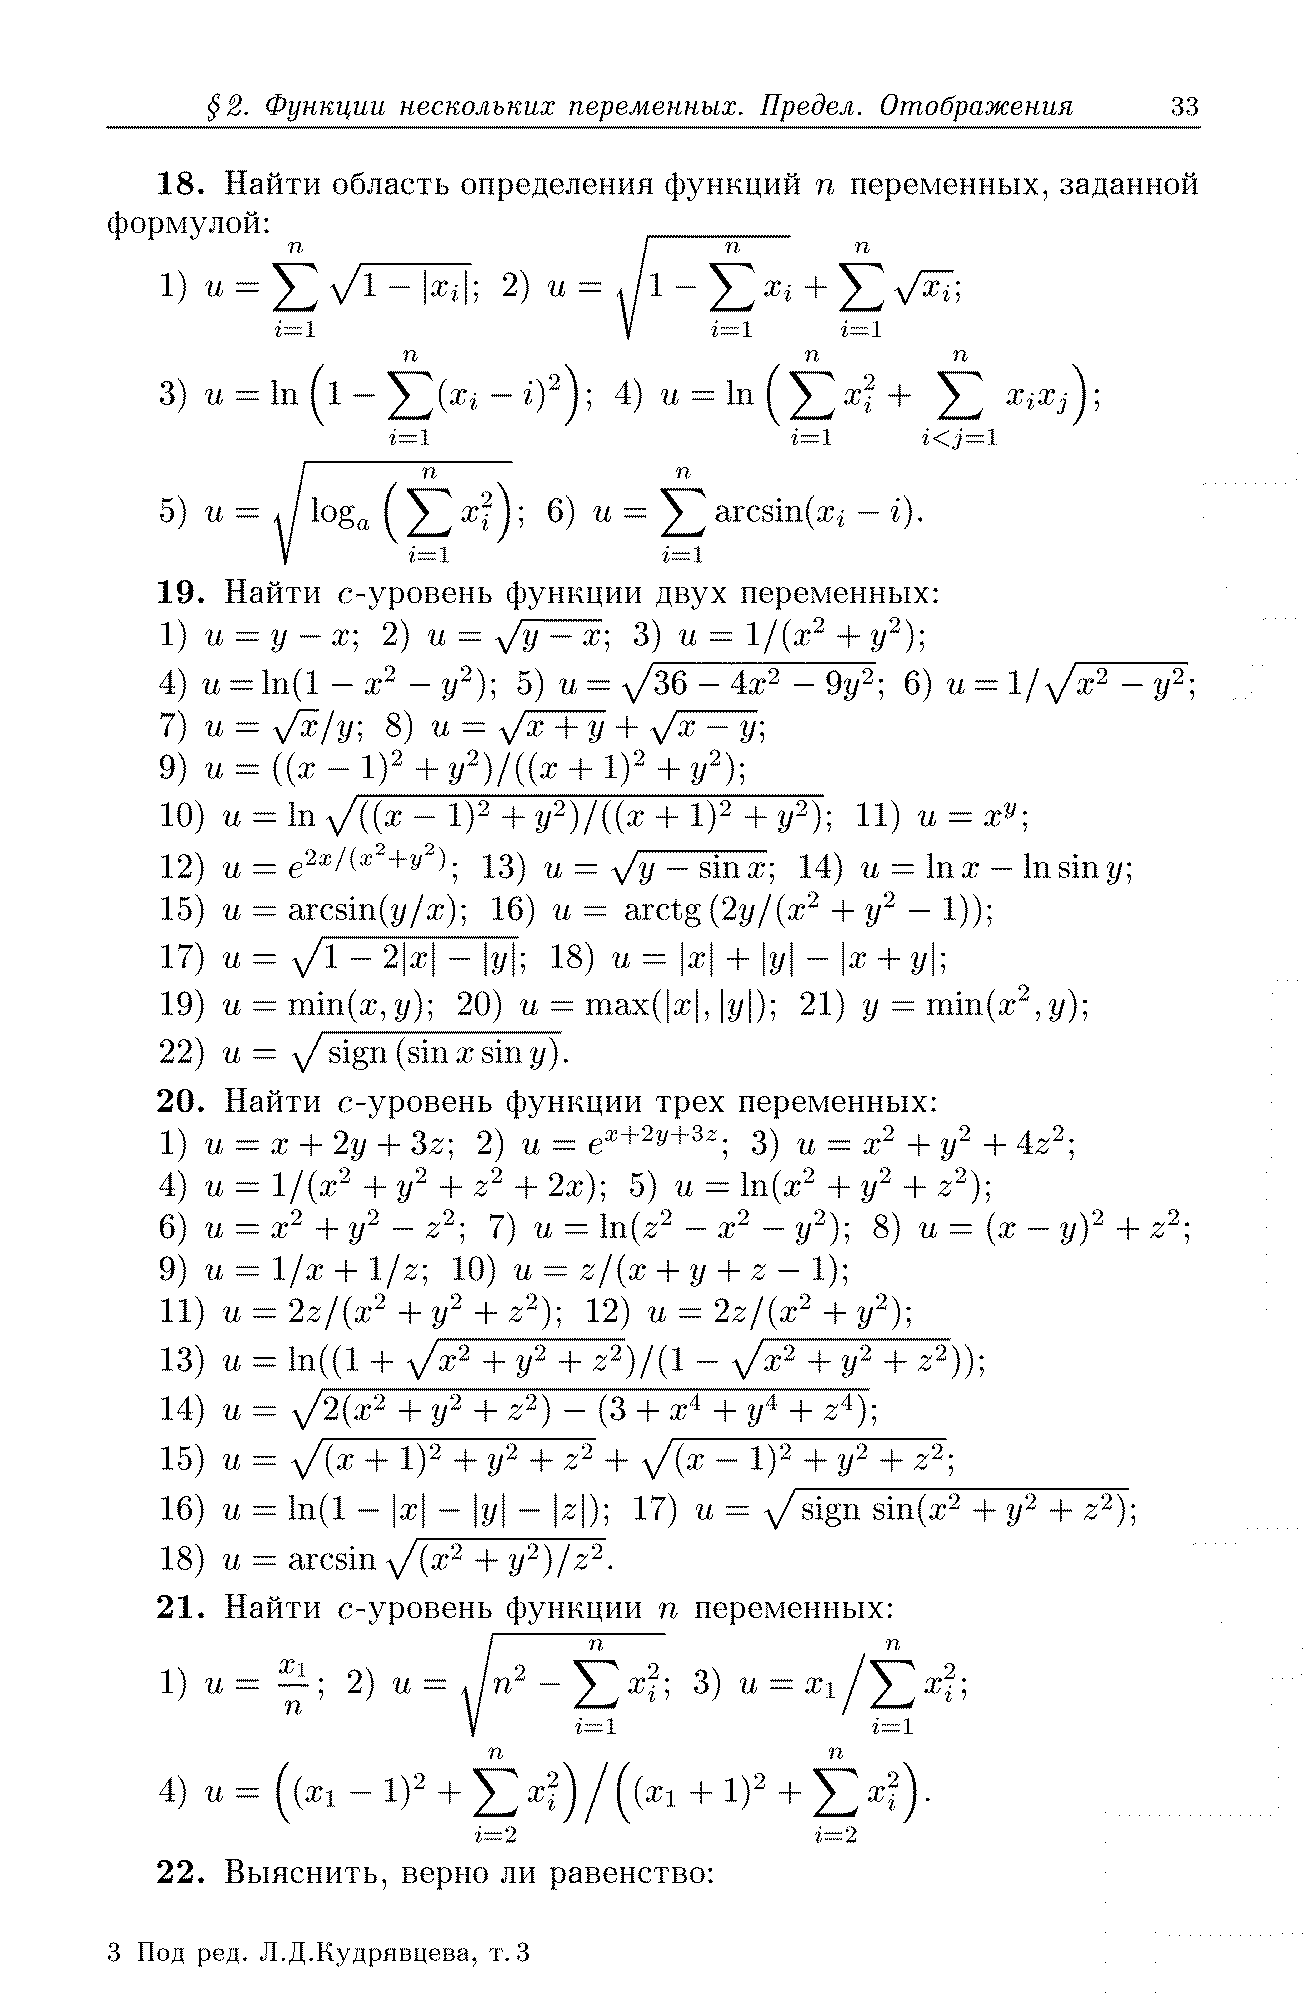 § 2. Функции нескольких переменных. Предел. Отображения 33
18. Найти область определения функций n переменных, заданной
формулой:
1) u = \sum_{i=1}^{n} \sqrt{1 - |x_i|}; 2) u = \sqrt{1 - \sum_{i=1}^{n} x_i} + \sum_{i=1}^{n} \sqrt{x_i};
3) u = ln(1 - \sum_{i=1}^{n} (x_i - i)^2); 4) u = ln(\sum_{i=1}^{n} x_i^2 + \sum_{i<j=1}^{n} x_i x_j);
5) u = \sqrt{log_a (\sum_{i=1}^{n} x_i^2)}; 6) u = \sum_{i=1}^{n} arcsin(x_i - i).
19. Найти c-уровень функции двух переменных:
1) u = y - x; 2) u = \sqrt{y - x}; 3) u = 1/(x^2 + y^2);
4) u = ln(1 - x^2 - y^2); 5) u = \sqrt{36 - 4x^2 - 9y^2}; 6) u = 1/\sqrt{x^2 - y^2};
7) u = \sqrt{x}/y; 8) u = \sqrt{x + y} + \sqrt{x - y};
9) u = ((x - 1)^2 + y^2)/((x + 1)^2 + y^2);
10) u = ln \sqrt{((x - 1)^2 + y^2)/((x + 1)^2 + y^2)}; 11) u = x^y;
12) u = e^{2x/(x^2+y^2)}; 13) u = \sqrt{y - sin x}; 14) u = ln x - ln sin y;
15) u = arcsin(y/x); 16) u = arctg (2y/(x^2 + y^2 - 1));
17) u = \sqrt{1 - 2|x| - |y|}; 18) u = |x| + |y| - |x + y|;
19) u = min(x, y); 20) u = max(|x|, |y|); 21) y = min(x^2, y);
22) u = \sqrt{sign (sin x sin y)}.
20. Найти c-уровень функции трех переменных:
1) u = x + 2y + 3z; 2) u = e^{x+2y+3z}; 3) u = x^2 + y^2 + 4z^2;
4) u = 1/(x^2 + y^2 + z^2 + 2x); 5) u = ln(x^2 + y^2 + z^2);
6) u = x^2 + y^2 - z^2; 7) u = ln(z^2 - x^2 - y^2); 8) u = (x - y)^2 + z^2;
9) u = 1/x + 1/z; 10) u = z/(x + y + z - 1);
11) u = 2z/(x^2 + y^2 + z^2); 12) u = 2z/(x^2 + y^2);
13) u = ln((1 + \sqrt{x^2 + y^2 + z^2})/(1 - \sqrt{x^2 + y^2 + z^2}));
14) u = \sqrt{2(x^2 + y^2 + z^2) - (3 + x^4 + y^4 + z^4)};
15) u = \sqrt{(x + 1)^2 + y^2 + z^2} + \sqrt{(x - 1)^2 + y^2 + z^2};
16) u = ln(1 - |x| - |y| - |z|); 17) u = \sqrt{sign sin(x^2 + y^2 + z^2)};
18) u = arcsin \sqrt{(x^2 + y^2)/z^2}.
21. Найти c-уровень функции n переменных:
1) u = \frac{x_1}{n}; 2) u = \sqrt{n^2 - \sum_{i=1}^{n} x_i^2}; 3) u = x_1 / \sum_{i=1}^{n} x_i^2;
4) u = ((x_1 - 1)^2 + \sum_{i=2}^{n} x_i^2) / ((x_1 + 1)^2 + \sum_{i=2}^{n} x_i^2).
22. Выяснить, верно ли равенство:
3 Под ред. Л.Д.Кудрявцева, т. 3